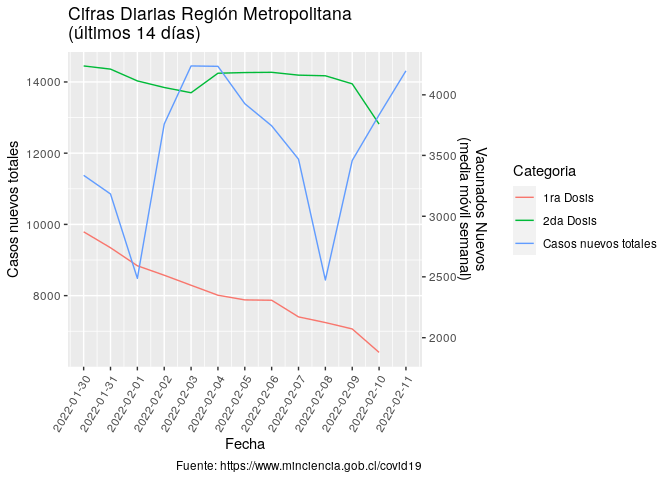 Cifras Diarias Región Metropolitana
(últimos 14 días)
Casos nuevos totales
14000
12000
10000
8000
4000
3500
3000
2500
2000
Vacunados Nuevos
(media móvil semanal)
2022-01-30
2022-01-31
2022-02-01
2022-02-02
2022-02-03
2022-02-04
2022-02-05
2022-02-06
2022-02-07
2022-02-08
2022-02-09
2022-02-10
2022-02-11
Fecha
Categoria
1ra Dosis
2da Dosis
Casos nuevos totales
Fuente: https://www.minciencia.gob.cl/covid19